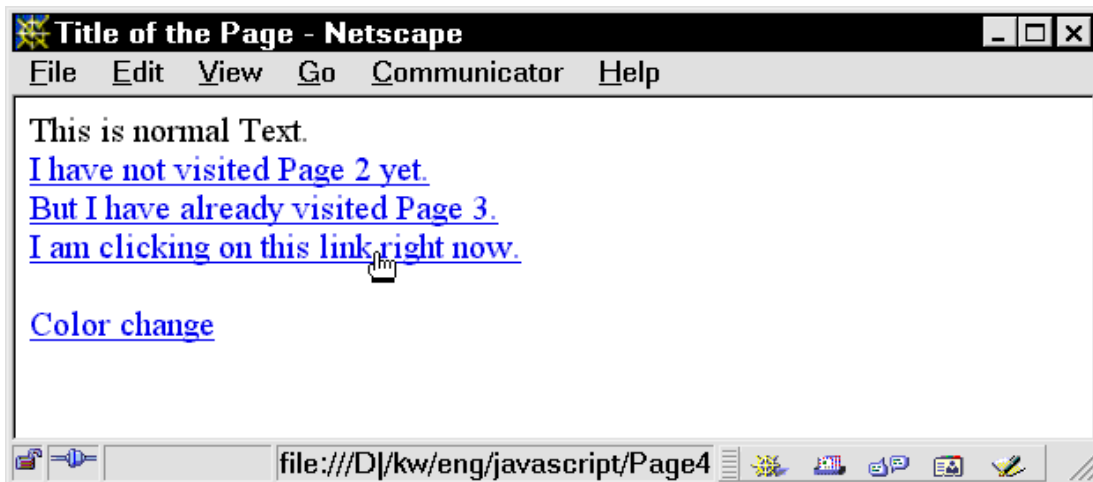 Title of the Page - Netscape
File Edit View Go Communicator Help
This is normal Text.
I have not visited Page 2 yet.
But I have already visited Page 3.
I am clicking on this link right now.
Color change
file:///D|/kw/eng/javascript/Page4